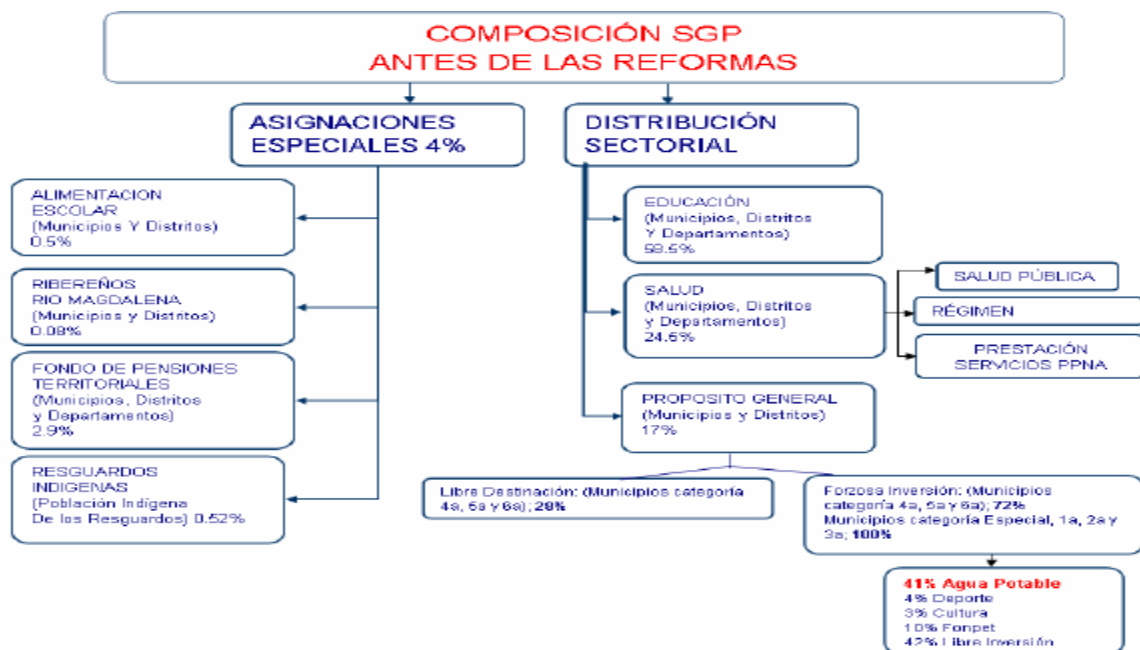 COMPOSICIÓN SGP
ANTES DE LAS REFORMAS
ASIGNACIONES
ESPECIALES 4%
ALIMENTACION
ESCOLAR
(Municipios Y Distritos)
0.5%
RIBEREÑOS
RIO MAGDALENA
(Municipios y Distritos)
0.08%
FONDO DE PENSIONES
TERRITORIALES
(Municipios, Distritos
y Departamentos)
2.9%
RESGUARDOS
INDIGENAS
(Población Indígena
De los Resguardos) 0.52%
DISTRIBUCIÓN
SECTORIAL
EDUCACIÓN
(Municipios, Distritos
Y Departamentos)
58.5%
SALUD
(Municipios, Distritos
y Departamentos)
24.5%
SALUD PÚBLICA
RÉGIMEN
PRESTACIÓN
SERVICIOS PPNA
PROPOSITO GENERAL
(Municipios y Distritos)
17%
Libre Destinación: (Municipios categoría
4a, 5a y 6a); 28%
Forzosa Inversión: (Municipios
categoría 4a, 5a y 6a); 72%
Municipios categoría Especial, 1a, 2a y
3a; 100%
41% Agua Potable
4% Deporte
3% Cultura
10% Fonpet
42% Libre Inversión